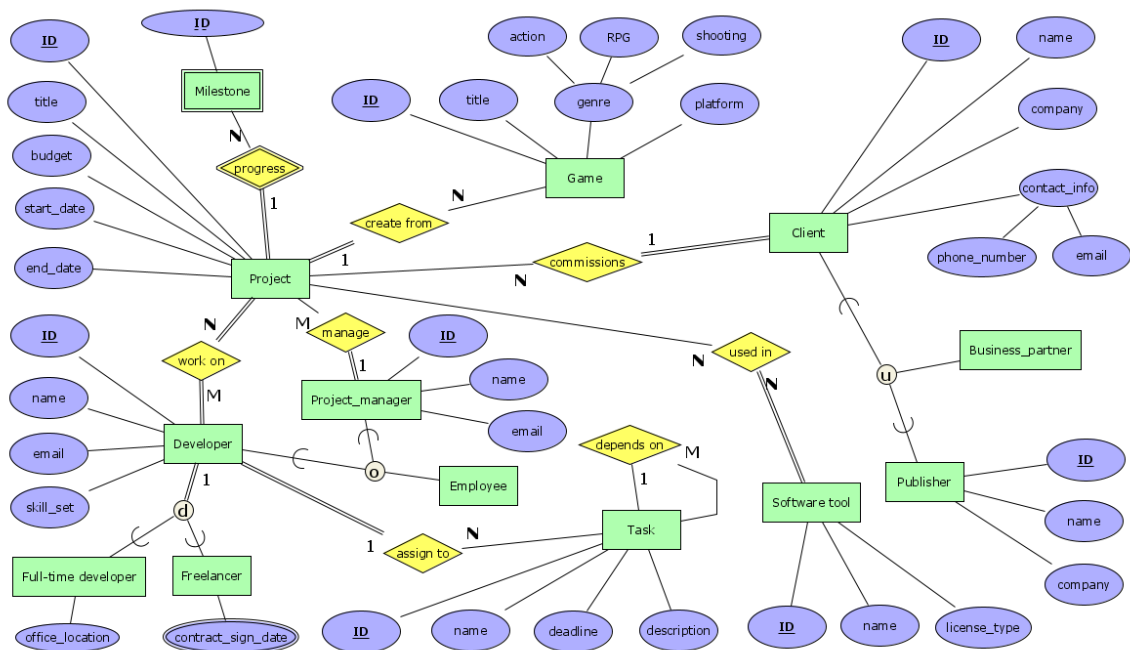 ID
ID
action
RPG
shooting
ID
name
Milestone
title
ID
title
genre
platform
company
N
budget
progress
Game
contact_info
start_date
1
N
create from
Client
1
end_date
Project
1
commissions
N
phone_number
email
ID
N
M
manage
ID
used in
N
N
Business_partner
work on
1
name
M
Project_manager
name
u
email
Developer
email
depends on
M
ID
skill_set
1
o
Employee
1
Publisher
name
d
Software tool
Task
N
1
assign to
Full-time developer
Freelancer
company
office_location
contract_sign_date
ID
name
deadline
description
ID
name
license_type